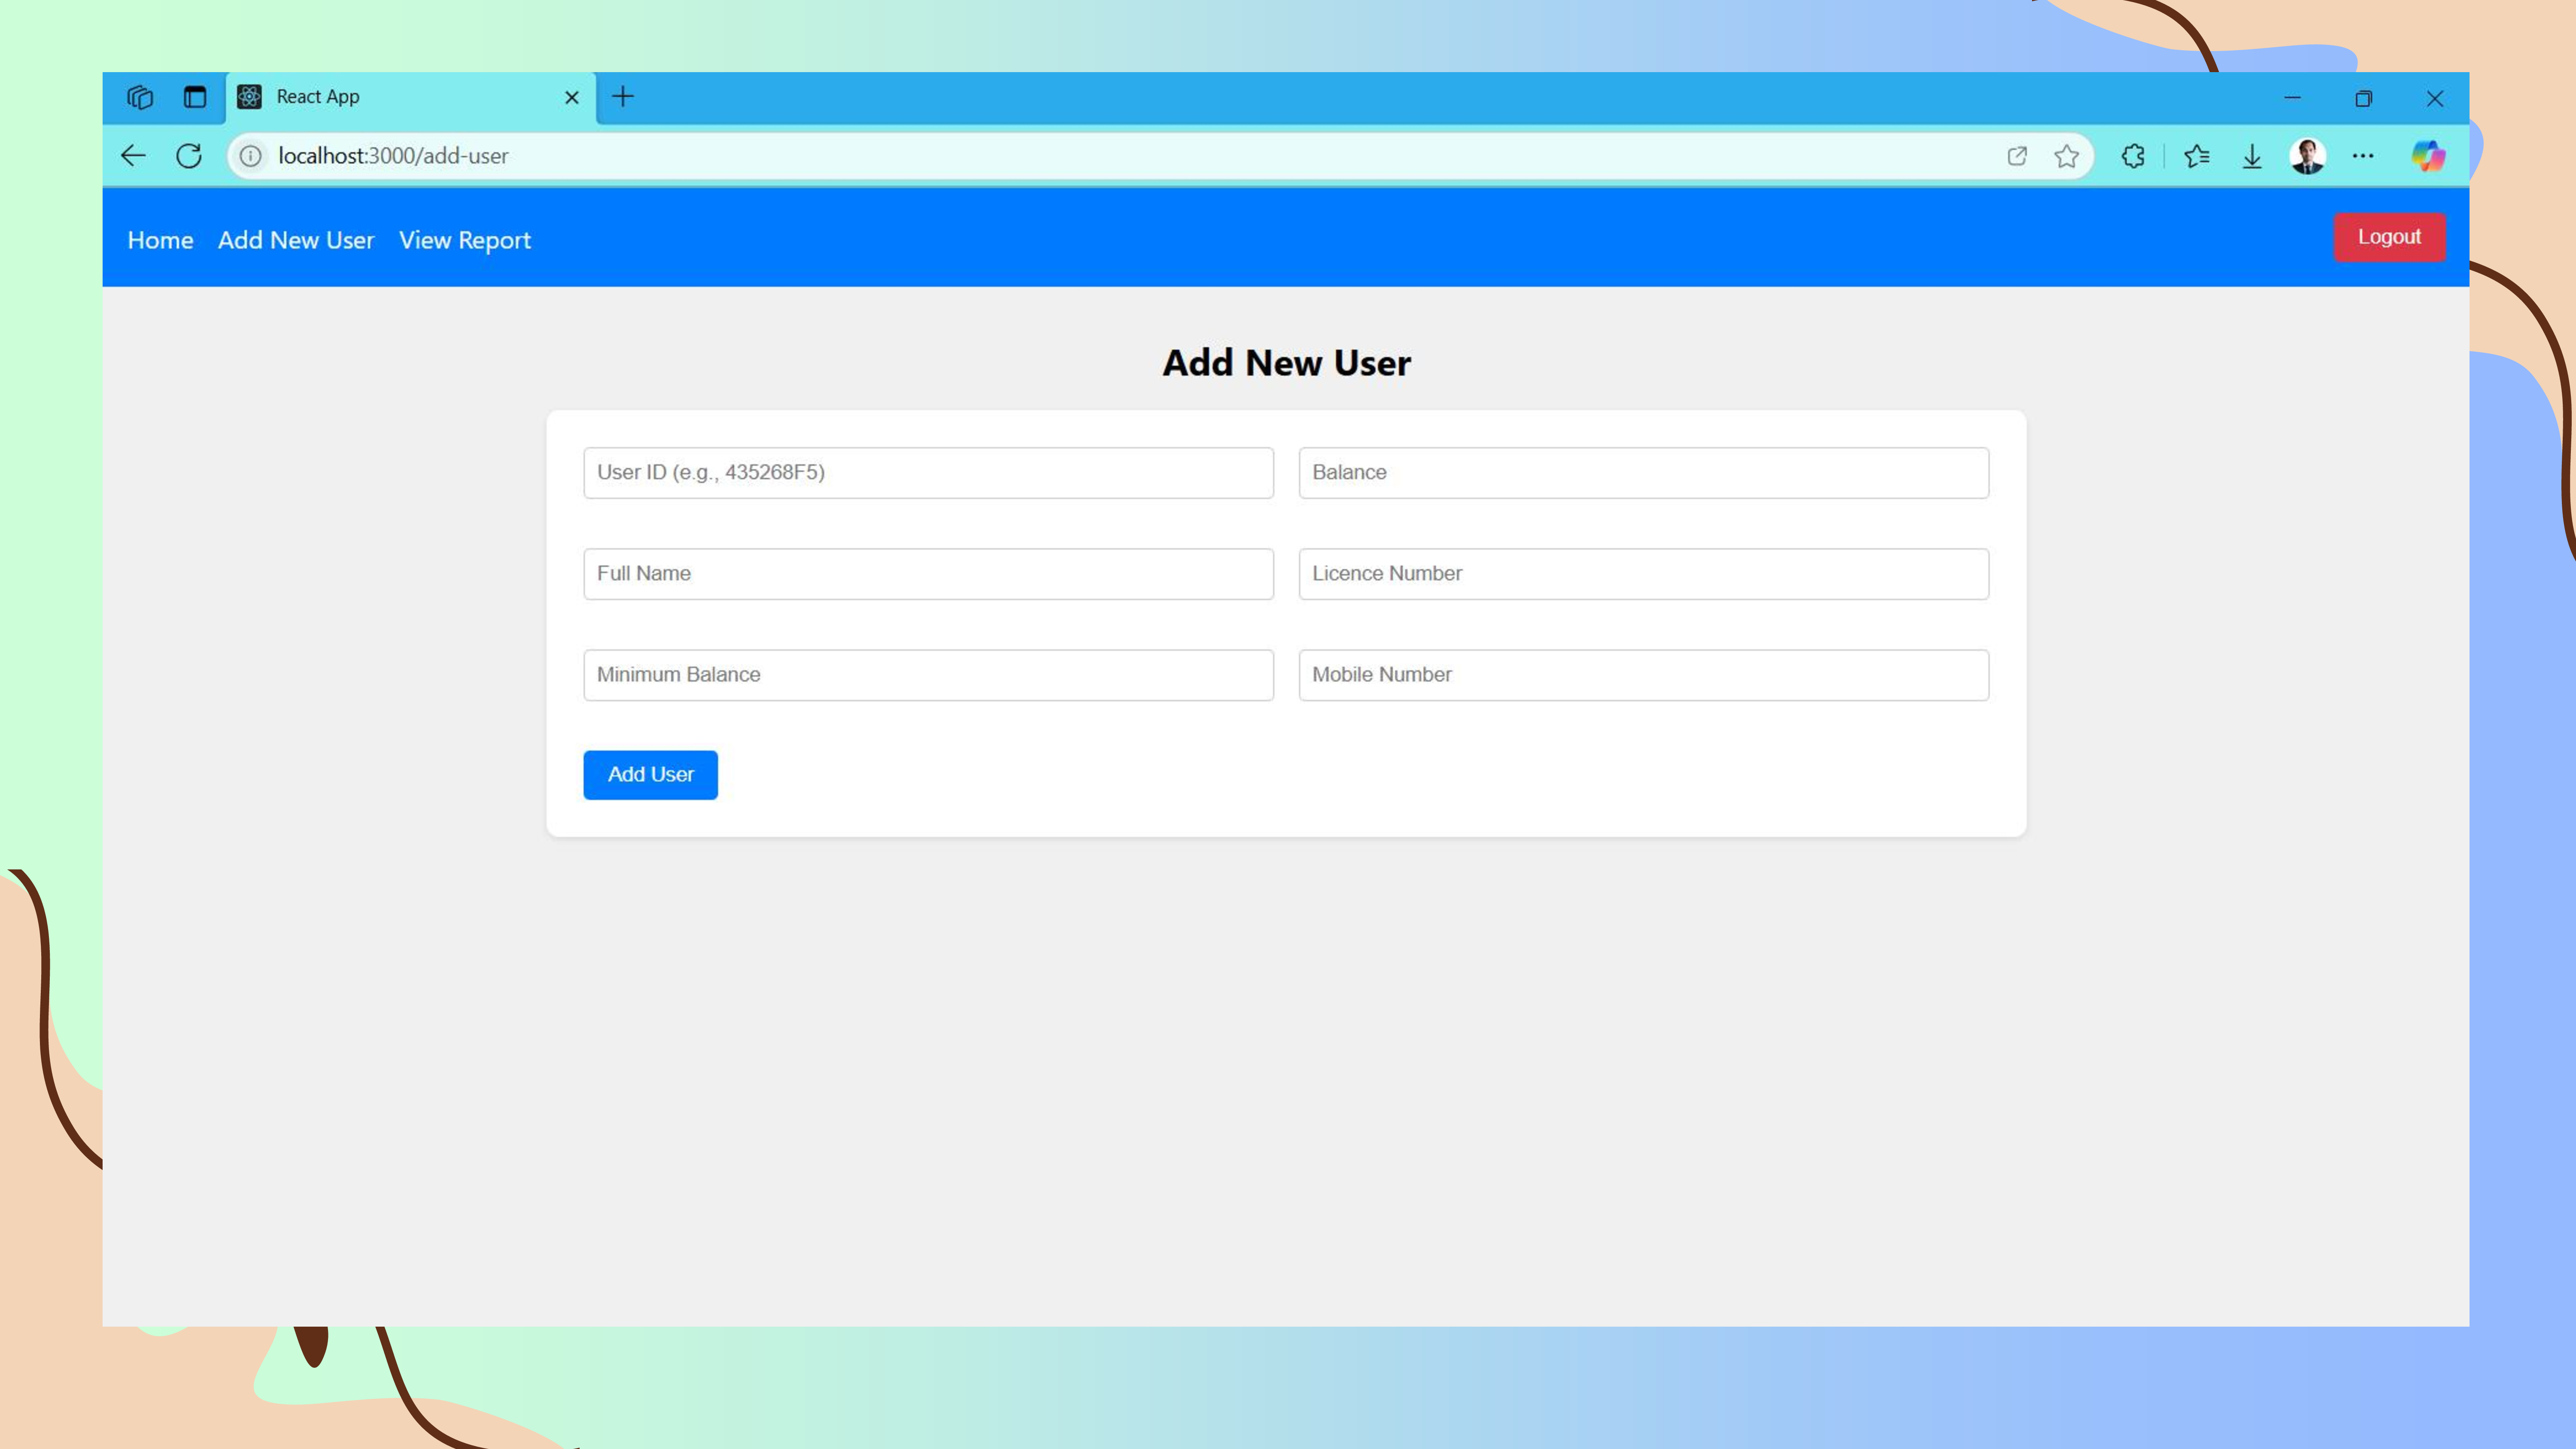 React App
localhost:3000/add-user
Home Add New User View Report Logout
Add New User
User ID (e.g., 435268F5) Balance
Full Name Licence Number
Minimum Balance Mobile Number
Add User